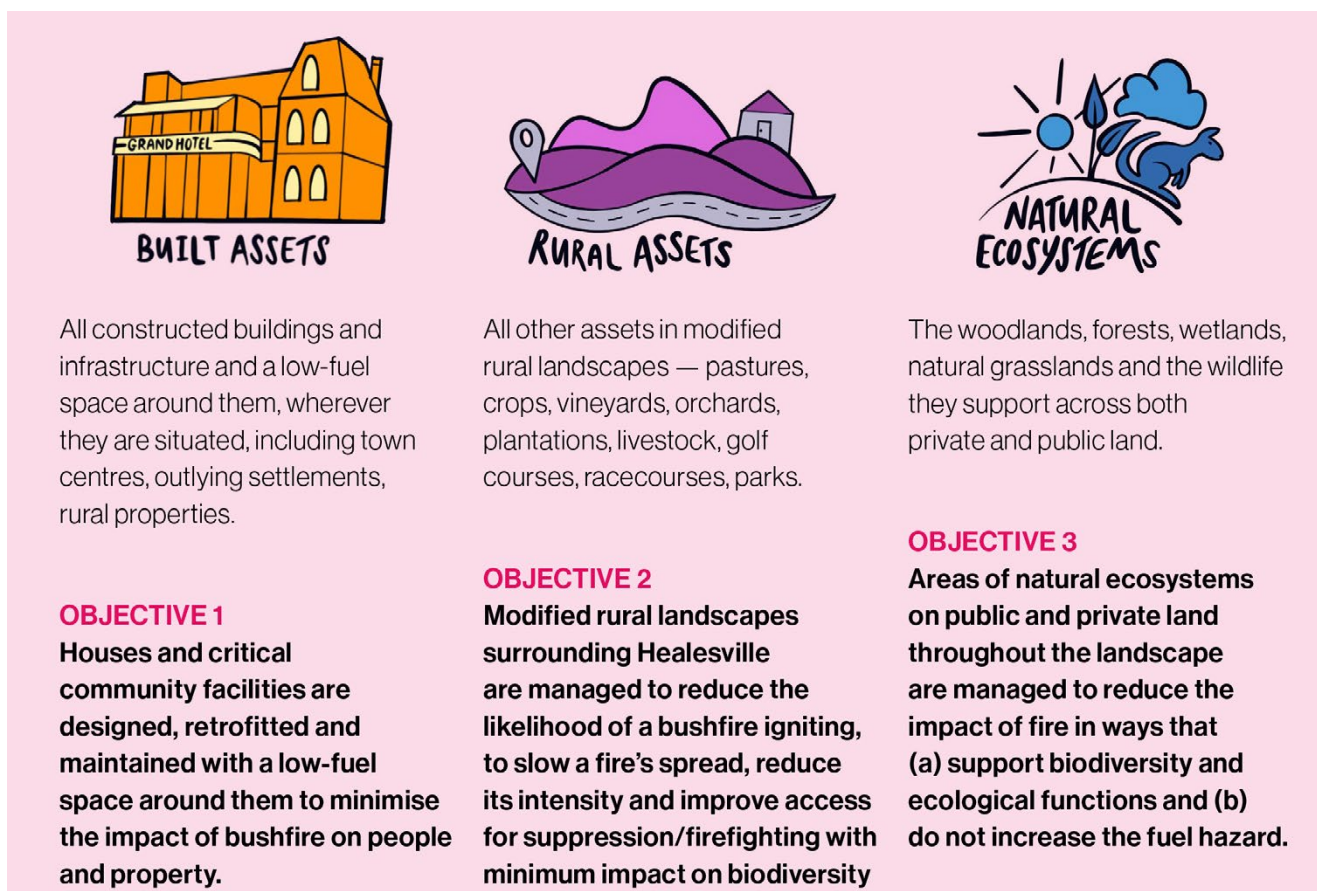 GRAND HOTEL
BUILT ASSETS
All constructed buildings and
infrastructure and a low-fuel
space around them, wherever
they are situated, including town
centres, outlying settlements,
rural properties.
OBJECTIVE 1
Houses and critical
community facilities are
designed, retrofitted and
maintained with a low-fuel
space around them to minimise
the impact of bushfire on people
and property.
RURAL ASSETS
All other assets in modified
rural landscapes — pastures,
crops, vineyards, orchards,
plantations, livestock, golf
courses, racecourses, parks.
OBJECTIVE 2
Modified rural landscapes
surrounding Healesville
are managed to reduce the
likelihood of a bushfire igniting,
to slow a fire's spread, reduce
its intensity and improve access
for suppression/firefighting with
minimum impact on biodiversity
NATURAL
ECOSYSTEMS
The woodlands, forests, wetlands,
natural grasslands and the wildlife
they support across both
private and public land.
OBJECTIVE 3
Areas of natural ecosystems
on public and private land
throughout the landscape
are managed to reduce the
impact of fire in ways that
(a) support biodiversity and
ecological functions and (b)
do not increase the fuel hazard.